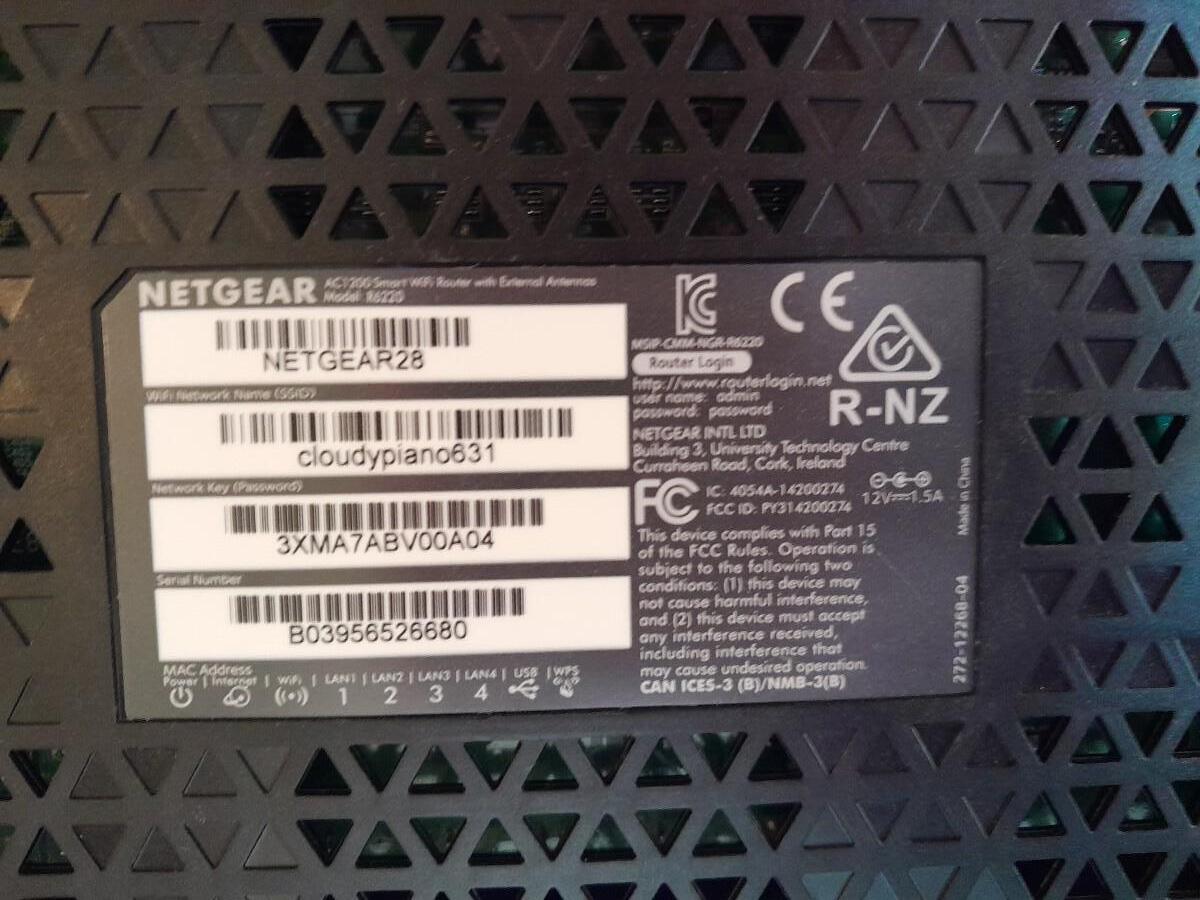 NETGEAR
AC1200 Smart WiFi Router with External Antennas
Model: R6220
NETGEAR28
WiFi Network Name (SSID)
cloudypiano631
Network Key (Password)
3XMA7ABV00A04
Serial Number
B03956526680
MAC Address
Power | Internet | WiFi | LAN1 | LAN2 | LAN3 | LAN4 | USB | WPS
1 2 3 4
MSIP-CMM-NGR-R6220
CE
Router Login
http://www.routerlogin.net
user name: admin
password: password
R-NZ
NETGEAR INTL LTD
Building 3, University Technology Centre
Curraheen Road, Cork, Ireland
FC
IC: 4054A-14200274
FCC ID: PY314200274
12V⎓1.5A
This device complies with Part 15
of the FCC Rules. Operation is
subject to the following two
conditions: (1) this device may
not cause harmful interference,
and (2) this device must accept
any interference received,
including interference that
may cause undesired operation.
CAN ICES-3 (B)/NMB-3(B)
Made in China
272-12268-04